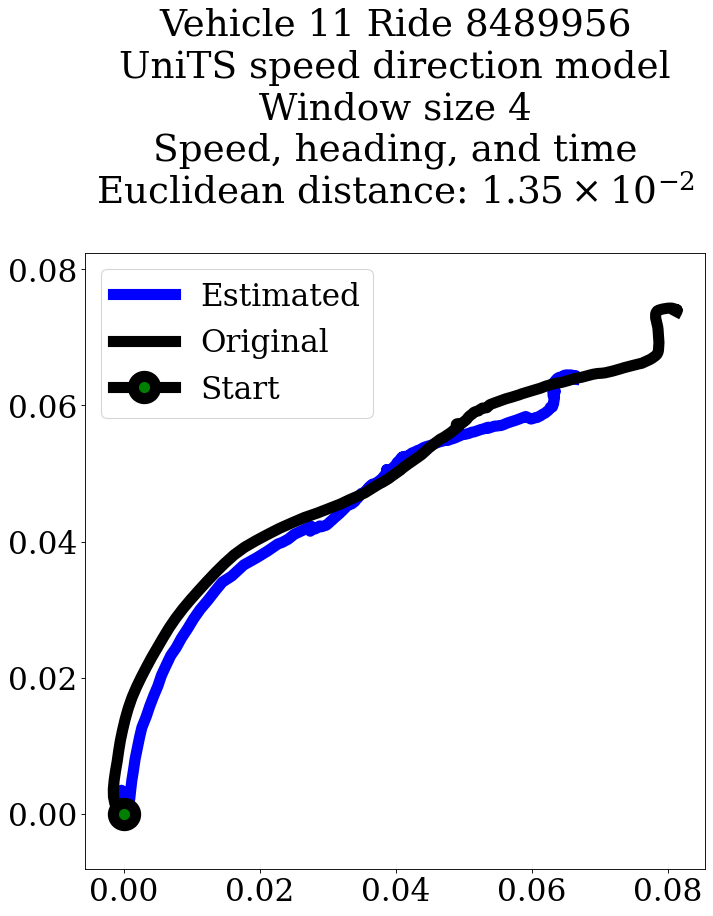 Vehicle 11 Ride 8489956
UniTS speed direction model
Window size 4
Speed, heading, and time
Euclidean distance: 1.35 × 10⁻²
0.08
0.06
0.04
0.02
0.00
Estimated
Original
Start
0.00 0.02 0.04 0.06 0.08